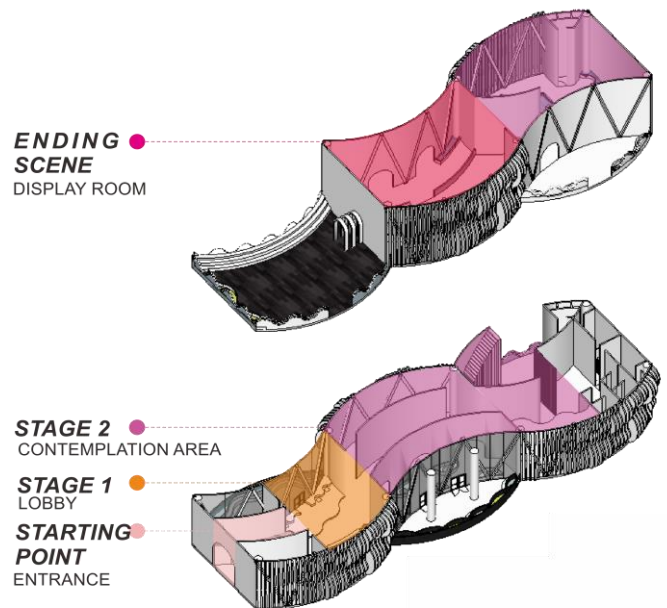 ENDING
SCENE
DISPLAY ROOM
STAGE 2
CONTEMPLATION AREA
STAGE 1
LOBBY
STARTING
POINT
ENTRANCE